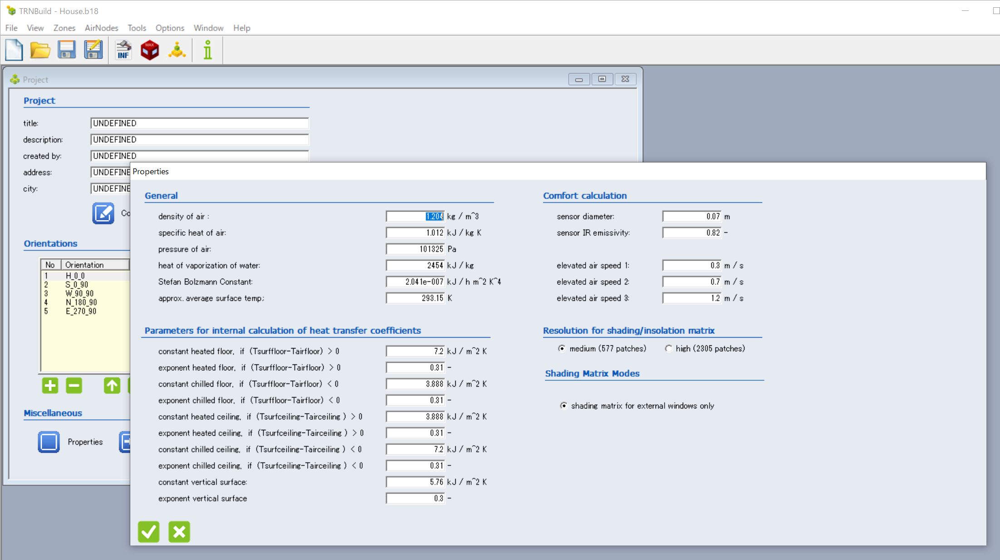 TRNBuild - House.b18
File View Zones AirNodes Tools Options Window Help
INF
MAX
Project
Project
title: UNDEFINED
description: UNDEFINED
created by: UNDEFINED
address: UNDEFINE
city: UNDEFINE
Co
Orientations
No Orientation
1 H_0_0
2 S_0_90
3 W_90_90
4 N_180_90
5 E_270_90
Miscellaneous
Properties
Properties
General
density of air : 1.204 kg / m^3
specific heat of air: 1.012 kJ / kg K
pressure of air: 101325 Pa
heat of vaporization of water: 2454 kJ / kg
Stefan Bolzmann Constant: 2.041e-007 kJ / h m^2 K^4
approx. average surface temp: 293.15 K
Parameters for internal calculation of heat transfer coefficients
constant heated floor, if (Tsurffloor-Tairfloor) > 0 7.2 kJ / m^2 K
exponent heated floor, if (Tsurffloor-Tairfloor) > 0 0.31 -
constant chilled floor, if (Tsurffloor-Tairfloor) < 0 3.888 kJ / m^2 K
exponent chilled floor, if (Tsurffloor-Tairfloor) < 0 0.31 -
constant heated ceiling, if (Tsurfceiling-Tairceiling ) > 0 3.888 kJ / m^2 K
exponent heated ceiling, if (Tsurfceiling-Tairceiling ) > 0 0.31 -
constant chilled ceiling, if (Tsurfceiling-Tairceiling ) < 0 7.2 kJ / m^2 K
exponent chilled ceiling, if (Tsurfceiling-Tairceiling ) < 0 0.31 -
constant vertical surface: 5.76 kJ / m^2 K
exponent vertical surface 0.3 -
Comfort calculation
sensor diameter: 0.07 m
sensor IR emissivity: 0.82 -
elevated air speed 1: 0.3 m / s
elevated air speed 2: 0.7 m / s
elevated air speed 3: 1.2 m / s
Resolution for shading/insolation matrix
medium (577 patches) high (2305 patches)
Shading Matrix Modes
shading matrix for external windows only